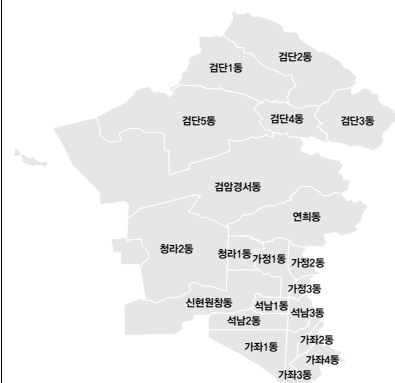 검단2동
검단1동
검단5동
검단4동
검단3동
검암경서동
연희동
청라2동
청라1동
가정1동
가정2동
가정3동
신현원창동
석남1동
석남3동
석남2동
가좌2동
가좌1동
가좌4동
가좌3동